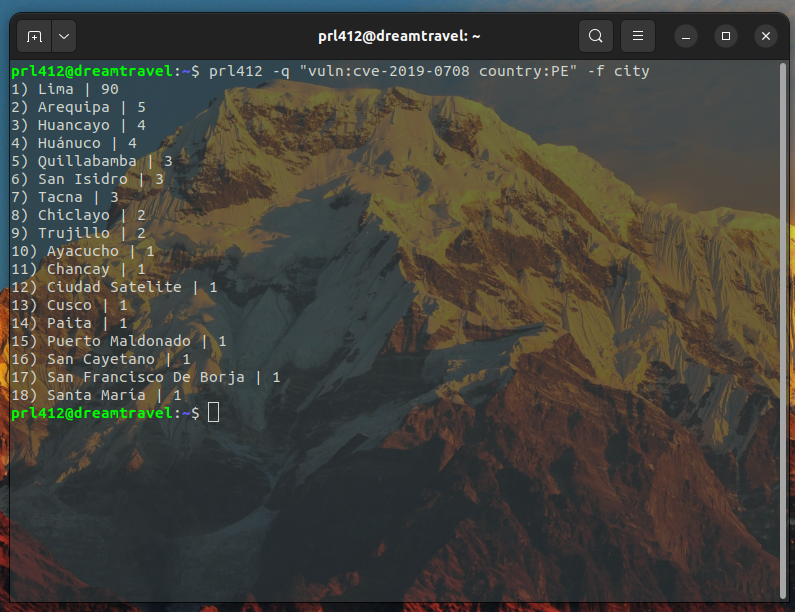 prl412@dreamtravel: ~
prl412@dreamtravel:~$ prl412 -q "vuln:cve-2019-0708 country:PE" -f city
1) Lima | 90
2) Arequipa | 5
3) Huancayo | 4
4) Huánuco | 4
5) Quillabamba | 3
6) San Isidro | 3
7) Tacna | 3
8) Chiclayo | 2
9) Trujillo | 2
10) Ayacucho | 1
11) Chancay | 1
12) Ciudad Satelite | 1
13) Cusco | 1
14) Paita | 1
15) Puerto Maldonado | 1
16) San Cayetano | 1
17) San Francisco De Borja | 1
18) Santa María | 1
prl412@dreamtravel:~$